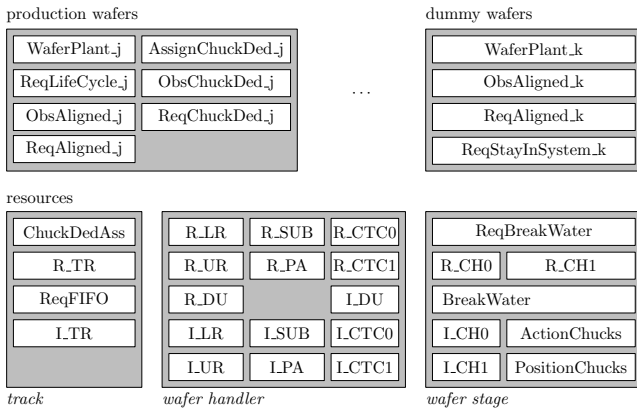 production wafers
dummy wafers
WaferPlant_j AssignChuckDed_j
ReqLifeCycle_j ObsChuckDed_j
ObsAligned_j ReqChuckDed_j
ReqAligned_j
...
WaferPlant_k
ObsAligned_k
ReqAligned_k
ReqStayInSystem_k
resources
ChuckDedAss
R_TR
ReqFIFO
I_TR
track
R_LR R_SUB R_CTC0
R_UR R_PA R_CTC1
R_DU I_DU
I_LR I_SUB I_CTC0
I_UR I_PA I_CTC1
wafer handler
ReqBreakWater
R_CH0 R_CH1
BreakWater
I_CH0 ActionChucks
I_CH1 PositionChucks
wafer stage